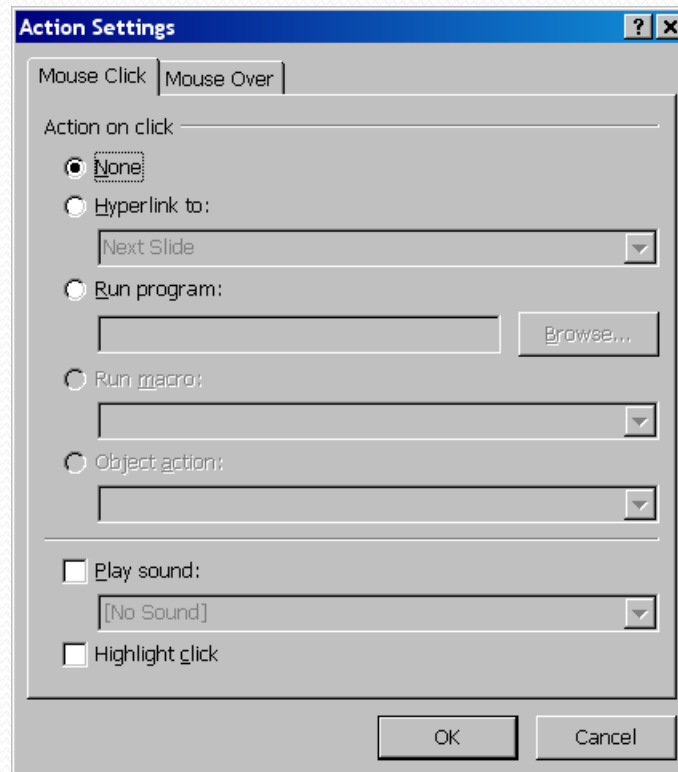 Action Settings
Mouse Click Mouse Over
Action on click
None
Hyperlink to:
Next Slide
Run program:
Browse...
Run macro:
Object action:
Play sound:
[No Sound]
Highlight click
OK Cancel